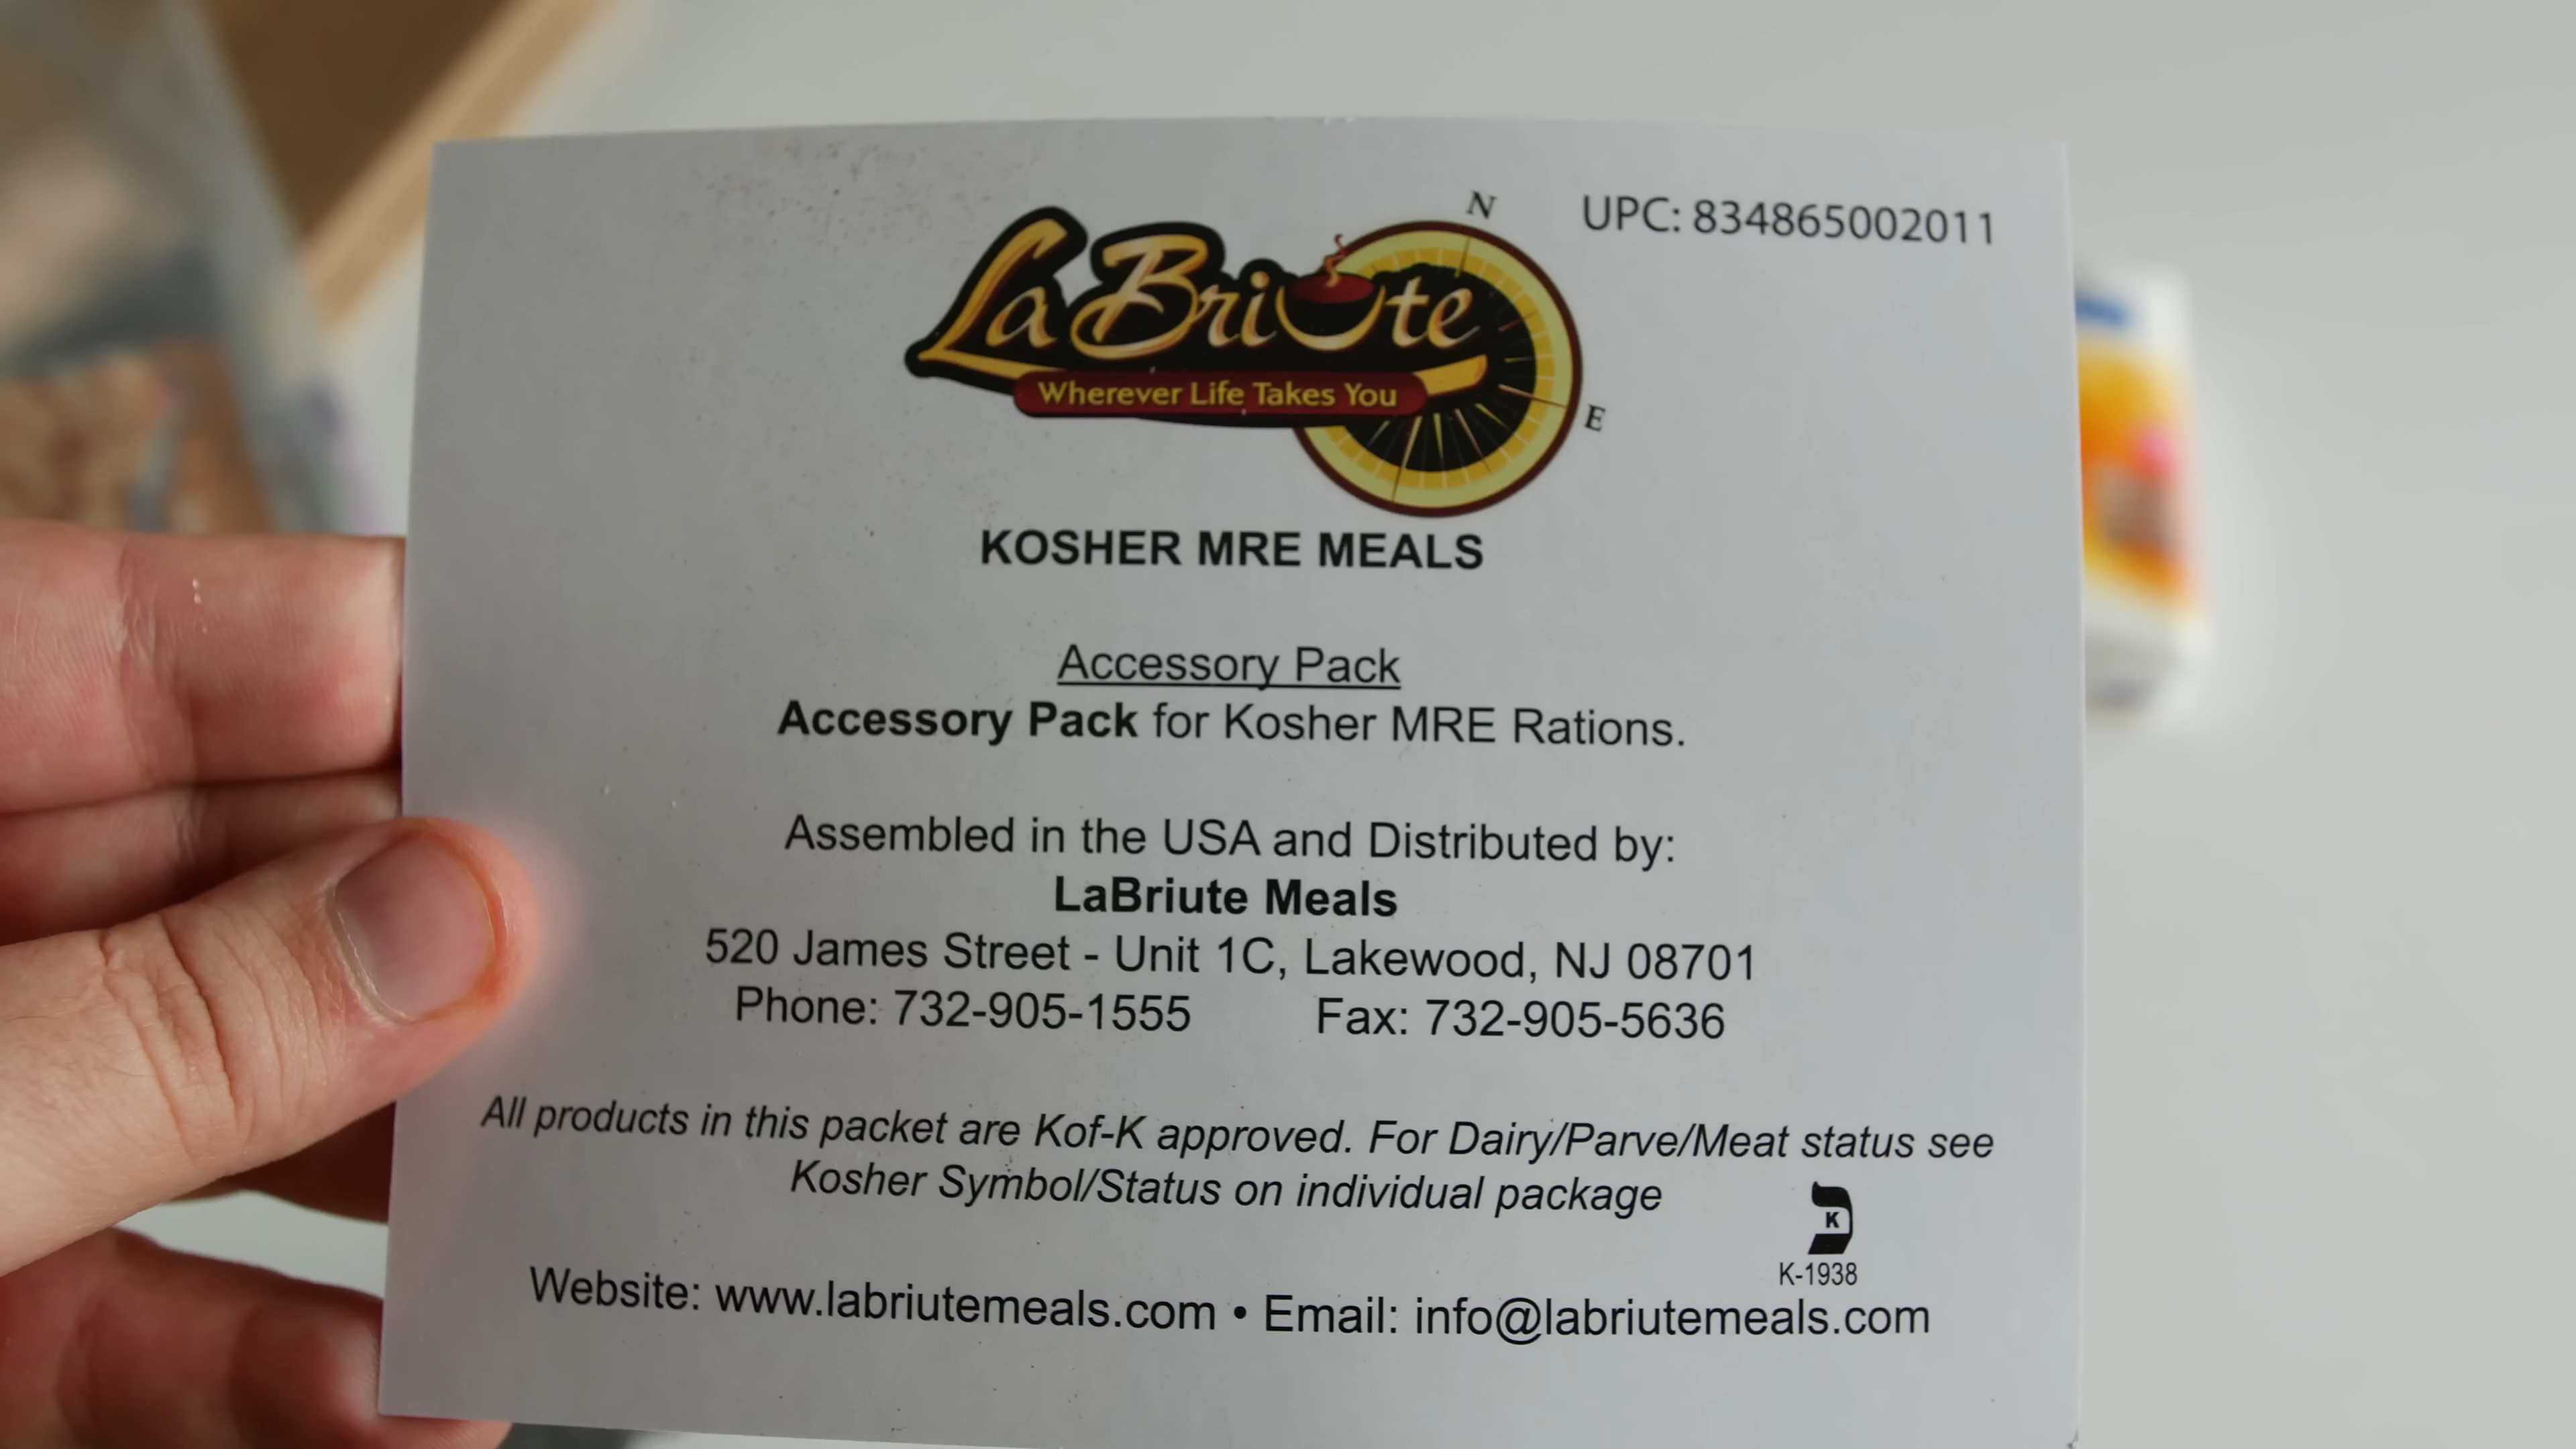 UPC: 834865002011
N
LaBriute
Wherever Life Takes You
E
KOSHER MRE MEALS
Accessory Pack
Accessory Pack for Kosher MRE Rations.
Assembled in the USA and Distributed by:
LaBriute Meals
520 James Street - Unit 1C, Lakewood, NJ 08701
Phone: 732-905-1555 Fax: 732-905-5636
All products in this packet are Kof-K approved. For Dairy/Parve/Meat status see
Kosher Symbol/Status on individual package
K
K-1938
Website: www.labriutemeals.com • Email: info@labriutemeals.com